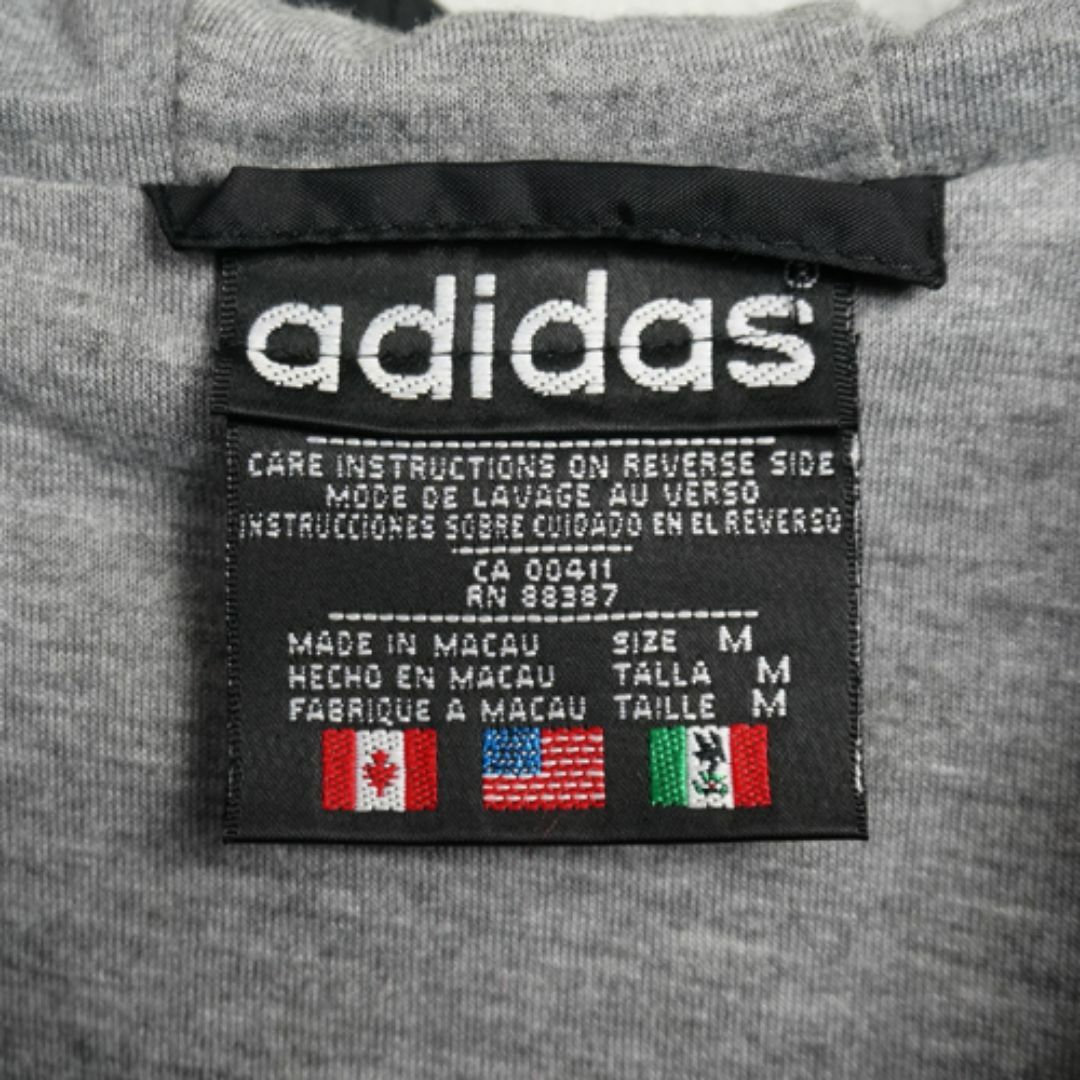 adidas®
CARE INSTRUCTIONS ON REVERSE SIDE
MODE DE LAVAGE AU VERSO
INSTRUCCIONES SOBRE CUIDADO EN EL REVERSO
CA 00411
RN 88387
MADE IN MACAU SIZE M
HECHO EN MACAU TALLA M
FABRIQUE A MACAU TAILLE M